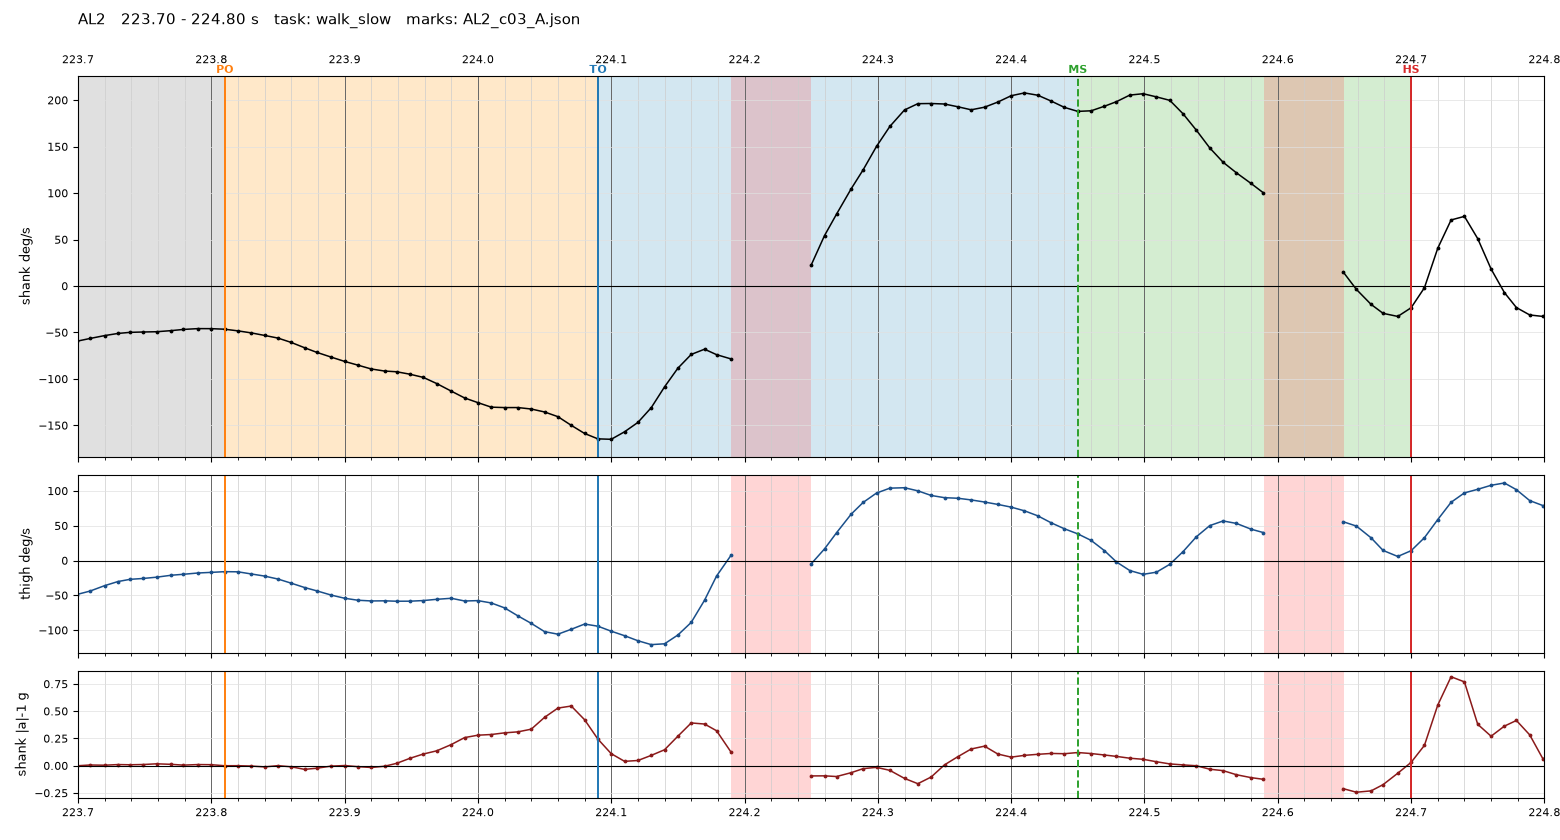 AL2   223.70 - 224.80 s   task: walk_slow   marks: AL2_c03_A.json
223.7 223.8 223.9 224.0 224.1 224.2 224.3 224.4 224.5 224.6 224.7 224.8
PO TO MS HS
shank deg/s
200
150
100
50
0
−50
−100
−150
thigh deg/s
100
50
0
−50
−100
shank |a|-1 g
0.75
0.50
0.25
0.00
−0.25
223.7 223.8 223.9 224.0 224.1 224.2 224.3 224.4 224.5 224.6 224.7 224.8